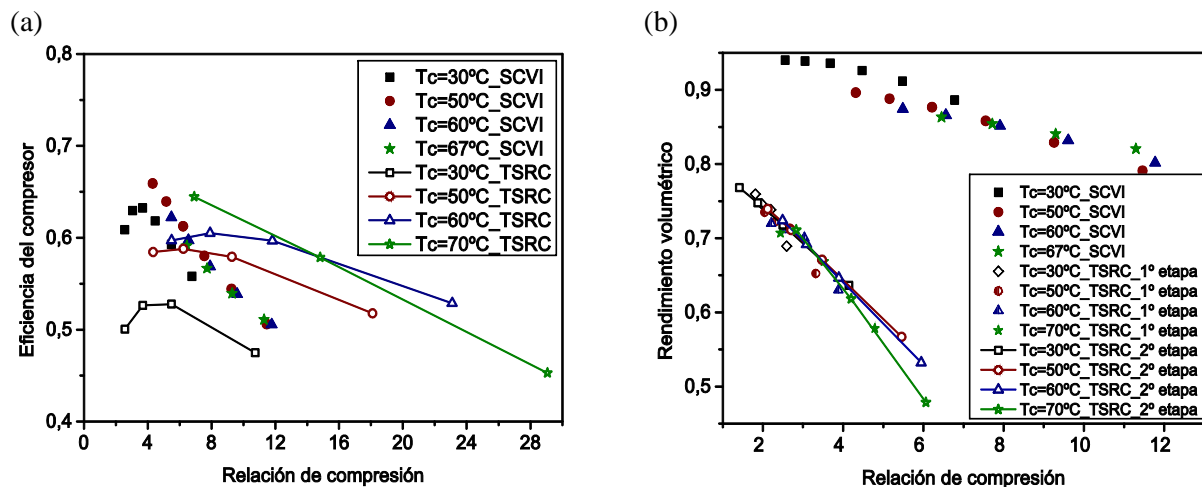 (a)
0,8
0,7
0,6
0,5
0,4
Eficiencia del compresor
0 4 8 12 16 20 24 28
Relación de compresión
Tc=30ºC_SCVI
Tc=50ºC_SCVI
Tc=60ºC_SCVI
Tc=67ºC_SCVI
Tc=30ºC_TSRC
Tc=50ºC_TSRC
Tc=60ºC_TSRC
Tc=70ºC_TSRC
(b)
0,9
0,8
0,7
0,6
0,5
Rendimiento volumétrico
2 4 6 8 10 12
Relación de compresión
Tc=30ºC_SCVI
Tc=50ºC_SCVI
Tc=60ºC_SCVI
Tc=67ºC_SCVI
Tc=30ºC_TSRC_1º etapa
Tc=50ºC_TSRC_1º etapa
Tc=60ºC_TSRC_1º etapa
Tc=70ºC_TSRC_1º etapa
Tc=30ºC_TSRC_2º etapa
Tc=50ºC_TSRC_2º etapa
Tc=60ºC_TSRC_2º etapa
Tc=70ºC_TSRC_2º etapa